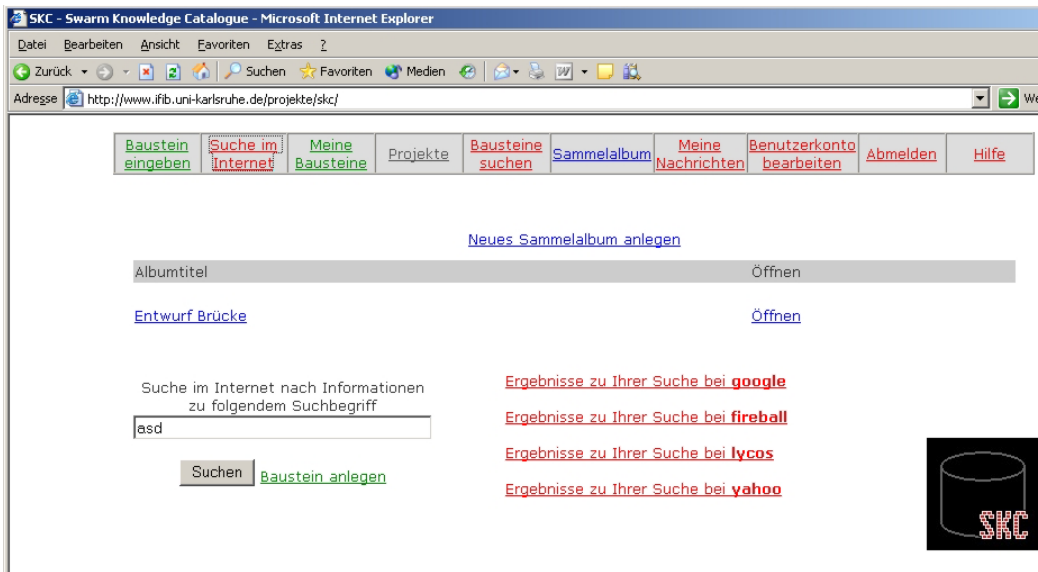 SKC - Swarm Knowledge Catalogue - Microsoft Internet Explorer
Datei Bearbeiten Ansicht Favoriten Extras ?
Zurück Suchen Favoriten Medien
Adresse http://www.ifib.uni-karlsruhe.de/projekte/skc/ We
Baustein eingeben
Suche im Internet
Meine Bausteine
Projekte
Bausteine suchen
Sammelalbum
Meine Nachrichten
Benutzerkonto bearbeiten
Abmelden
Hilfe
Neues Sammelalbum anlegen
Albumtitel Öffnen
Entwurf Brücke Öffnen
Suche im Internet nach Informationen
zu folgendem Suchbegriff
asd
Suchen Baustein anlegen
Ergebnisse zu Ihrer Suche bei google
Ergebnisse zu Ihrer Suche bei fireball
Ergebnisse zu Ihrer Suche bei lycos
Ergebnisse zu Ihrer Suche bei yahoo
SKC